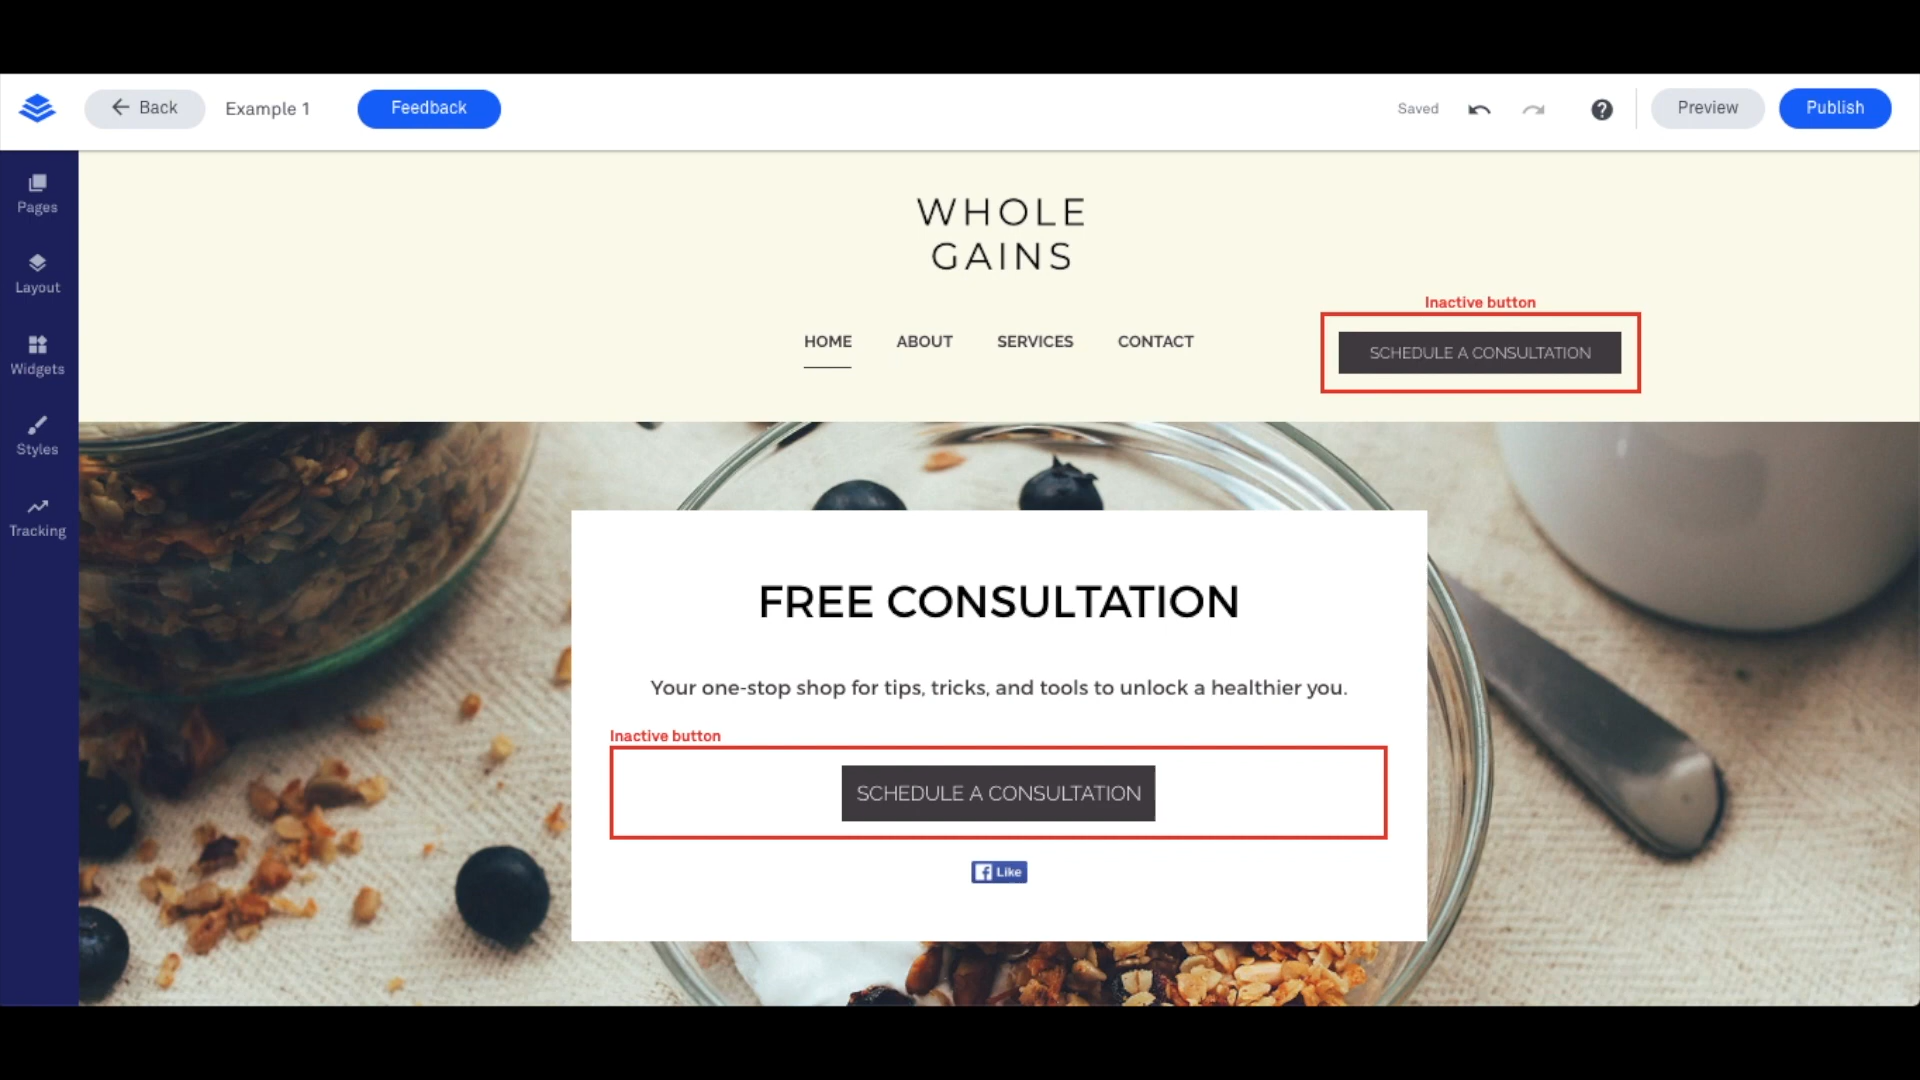 Back
Example 1
Feedback
Saved
Preview
Publish
Pages
Layout
Widgets
Styles
Tracking
WHOLE
GAINS
HOME
ABOUT
SERVICES
CONTACT
Inactive button
SCHEDULE A CONSULTATION
FREE CONSULTATION
Your one-stop shop for tips, tricks, and tools to unlock a healthier you.
Inactive button
SCHEDULE A CONSULTATION
Like